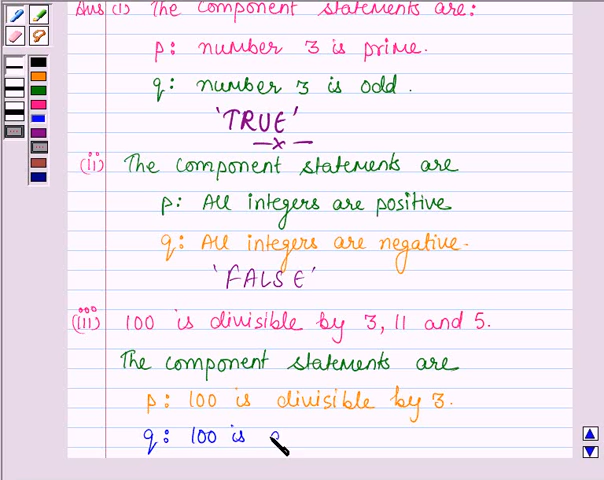 Ans (i) The component statements are:
p: number 3 is prime.
q: number 3 is odd.
'TRUE'
—x—
(ii) The component statements are
p: All integers are positive
q: All integers are negative.
'FALSE'
(iii) 100 is divisible by 3, 11 and 5.
The component statements are
p: 100 is divisible by 3.
q: 100 is